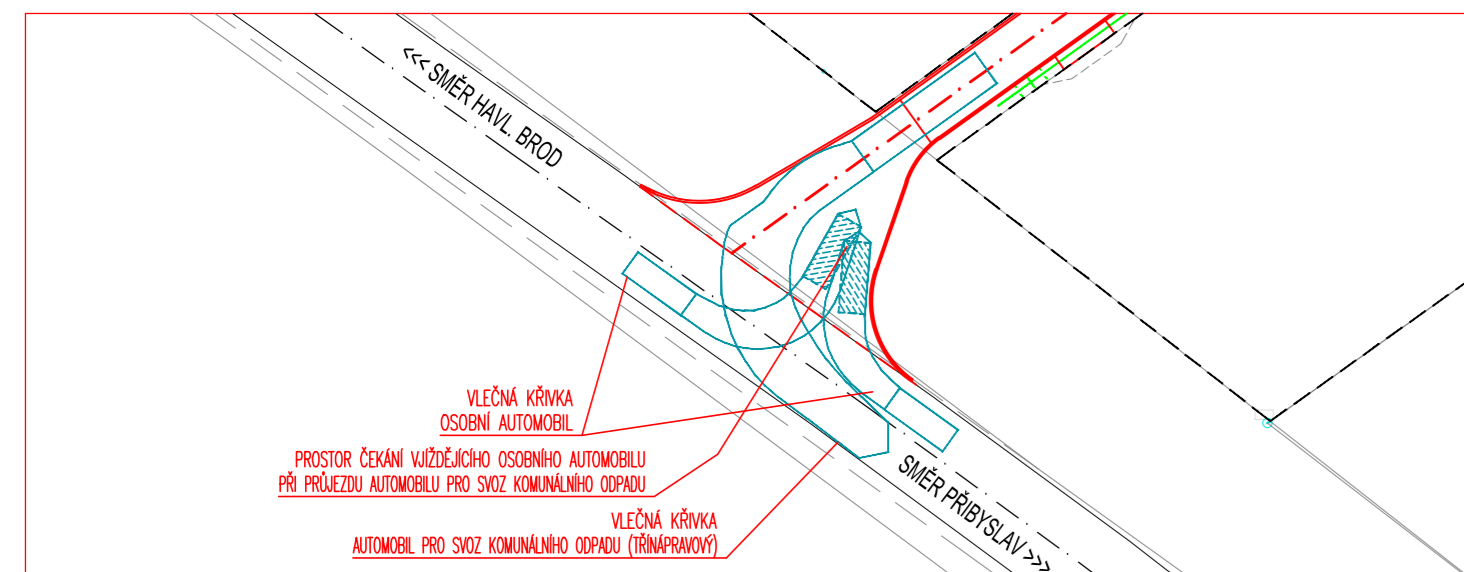 <<< SMĚR HAVL. BROD
VLEČNÁ KŘIVKA
OSOBNÍ AUTOMOBIL
PROSTOR ČEKÁNÍ VJÍŽDĚJÍCÍHO OSOBNÍHO AUTOMOBILU
PŘI PRŮJEZDU AUTOMOBILU PRO SVOZ KOMUNÁLNÍHO ODPADU
SMĚR PŘIBYSLAV >>>
VLEČNÁ KŘIVKA
AUTOMOBIL PRO SVOZ KOMUNÁLNÍHO ODPADU (TŘÍNÁPRAVOVÝ)